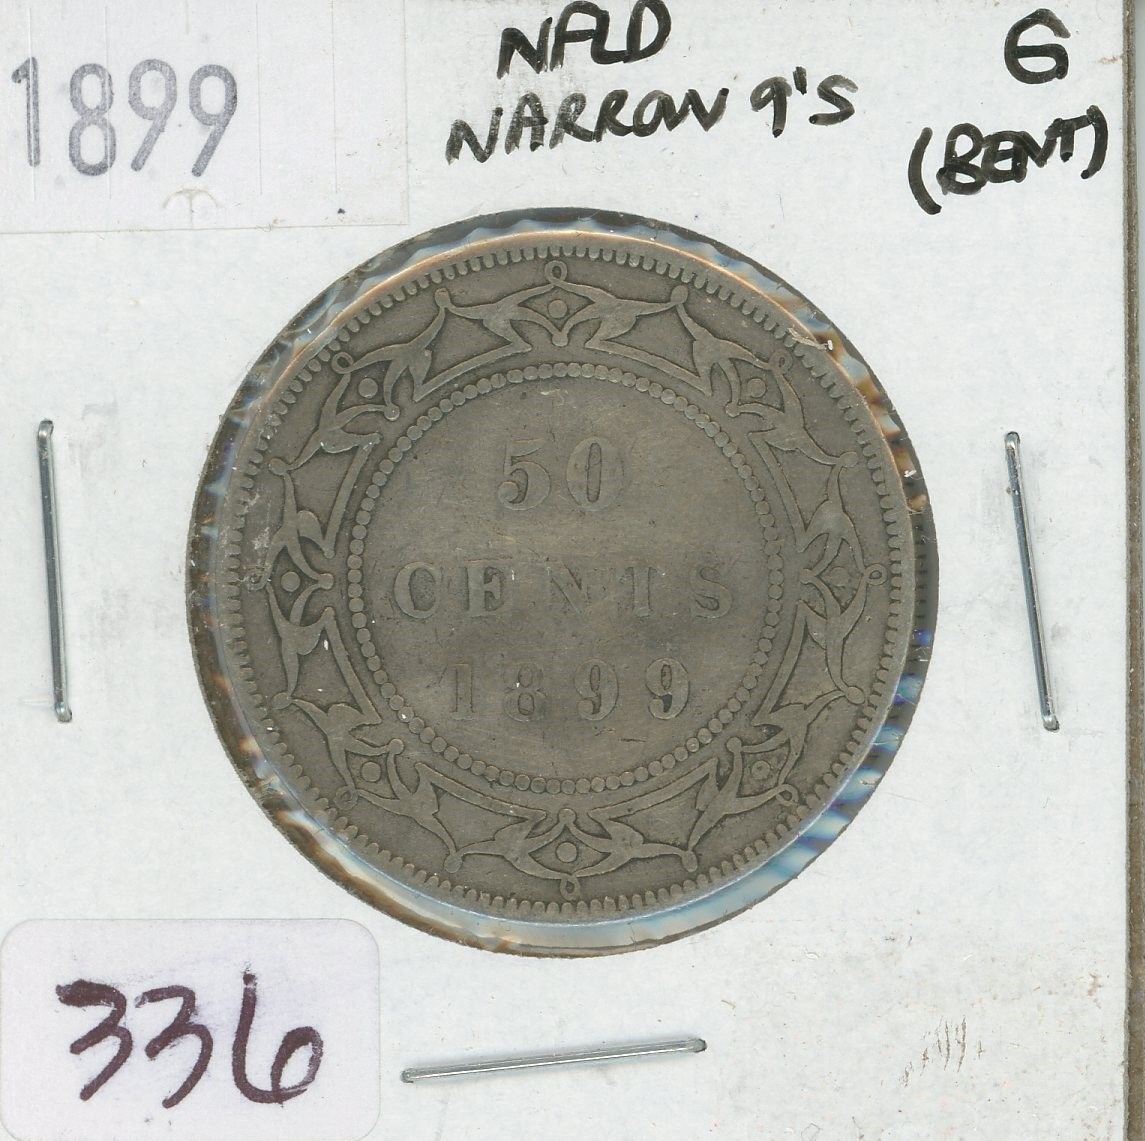 1899
NFLD
NARROW 9'S
G
(BENT)
50
CENTS
1899
336